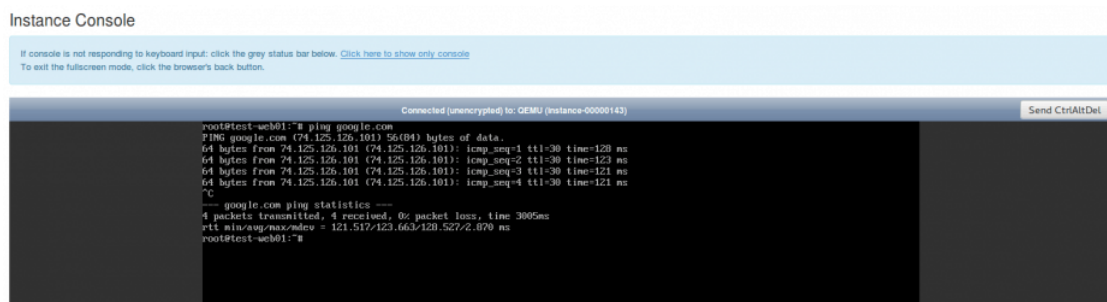 Instance Console
If console is not responding to keyboard input: click the grey status bar below. Click here to show only console
To exit the fullscreen mode, click the browser's back button.
Connected (unencrypted) to: QEMU (instance-00000143)
Send CtrlAltDel
root@test-web01:~# ping google.com
PING google.com (74.125.126.101) 56(84) bytes of data.
64 bytes from 74.125.126.101 (74.125.126.101): icmp_seq=1 ttl=30 time=128 ms
64 bytes from 74.125.126.101 (74.125.126.101): icmp_seq=2 ttl=30 time=123 ms
64 bytes from 74.125.126.101 (74.125.126.101): icmp_seq=3 ttl=30 time=121 ms
64 bytes from 74.125.126.101 (74.125.126.101): icmp_seq=4 ttl=30 time=121 ms
^C
--- google.com ping statistics ---
4 packets transmitted, 4 received, 0% packet loss, time 3005ms
rtt min/avg/max/mdev = 121.517/123.663/128.527/2.870 ms
root@test-web01:~#